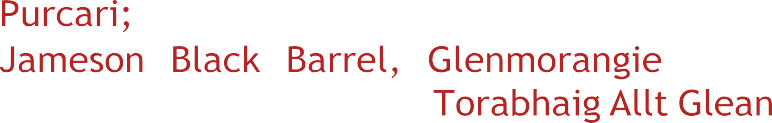 Purcari;
Jameson Black Barrel, Glenmorangie
Torabhaig Allt Glean